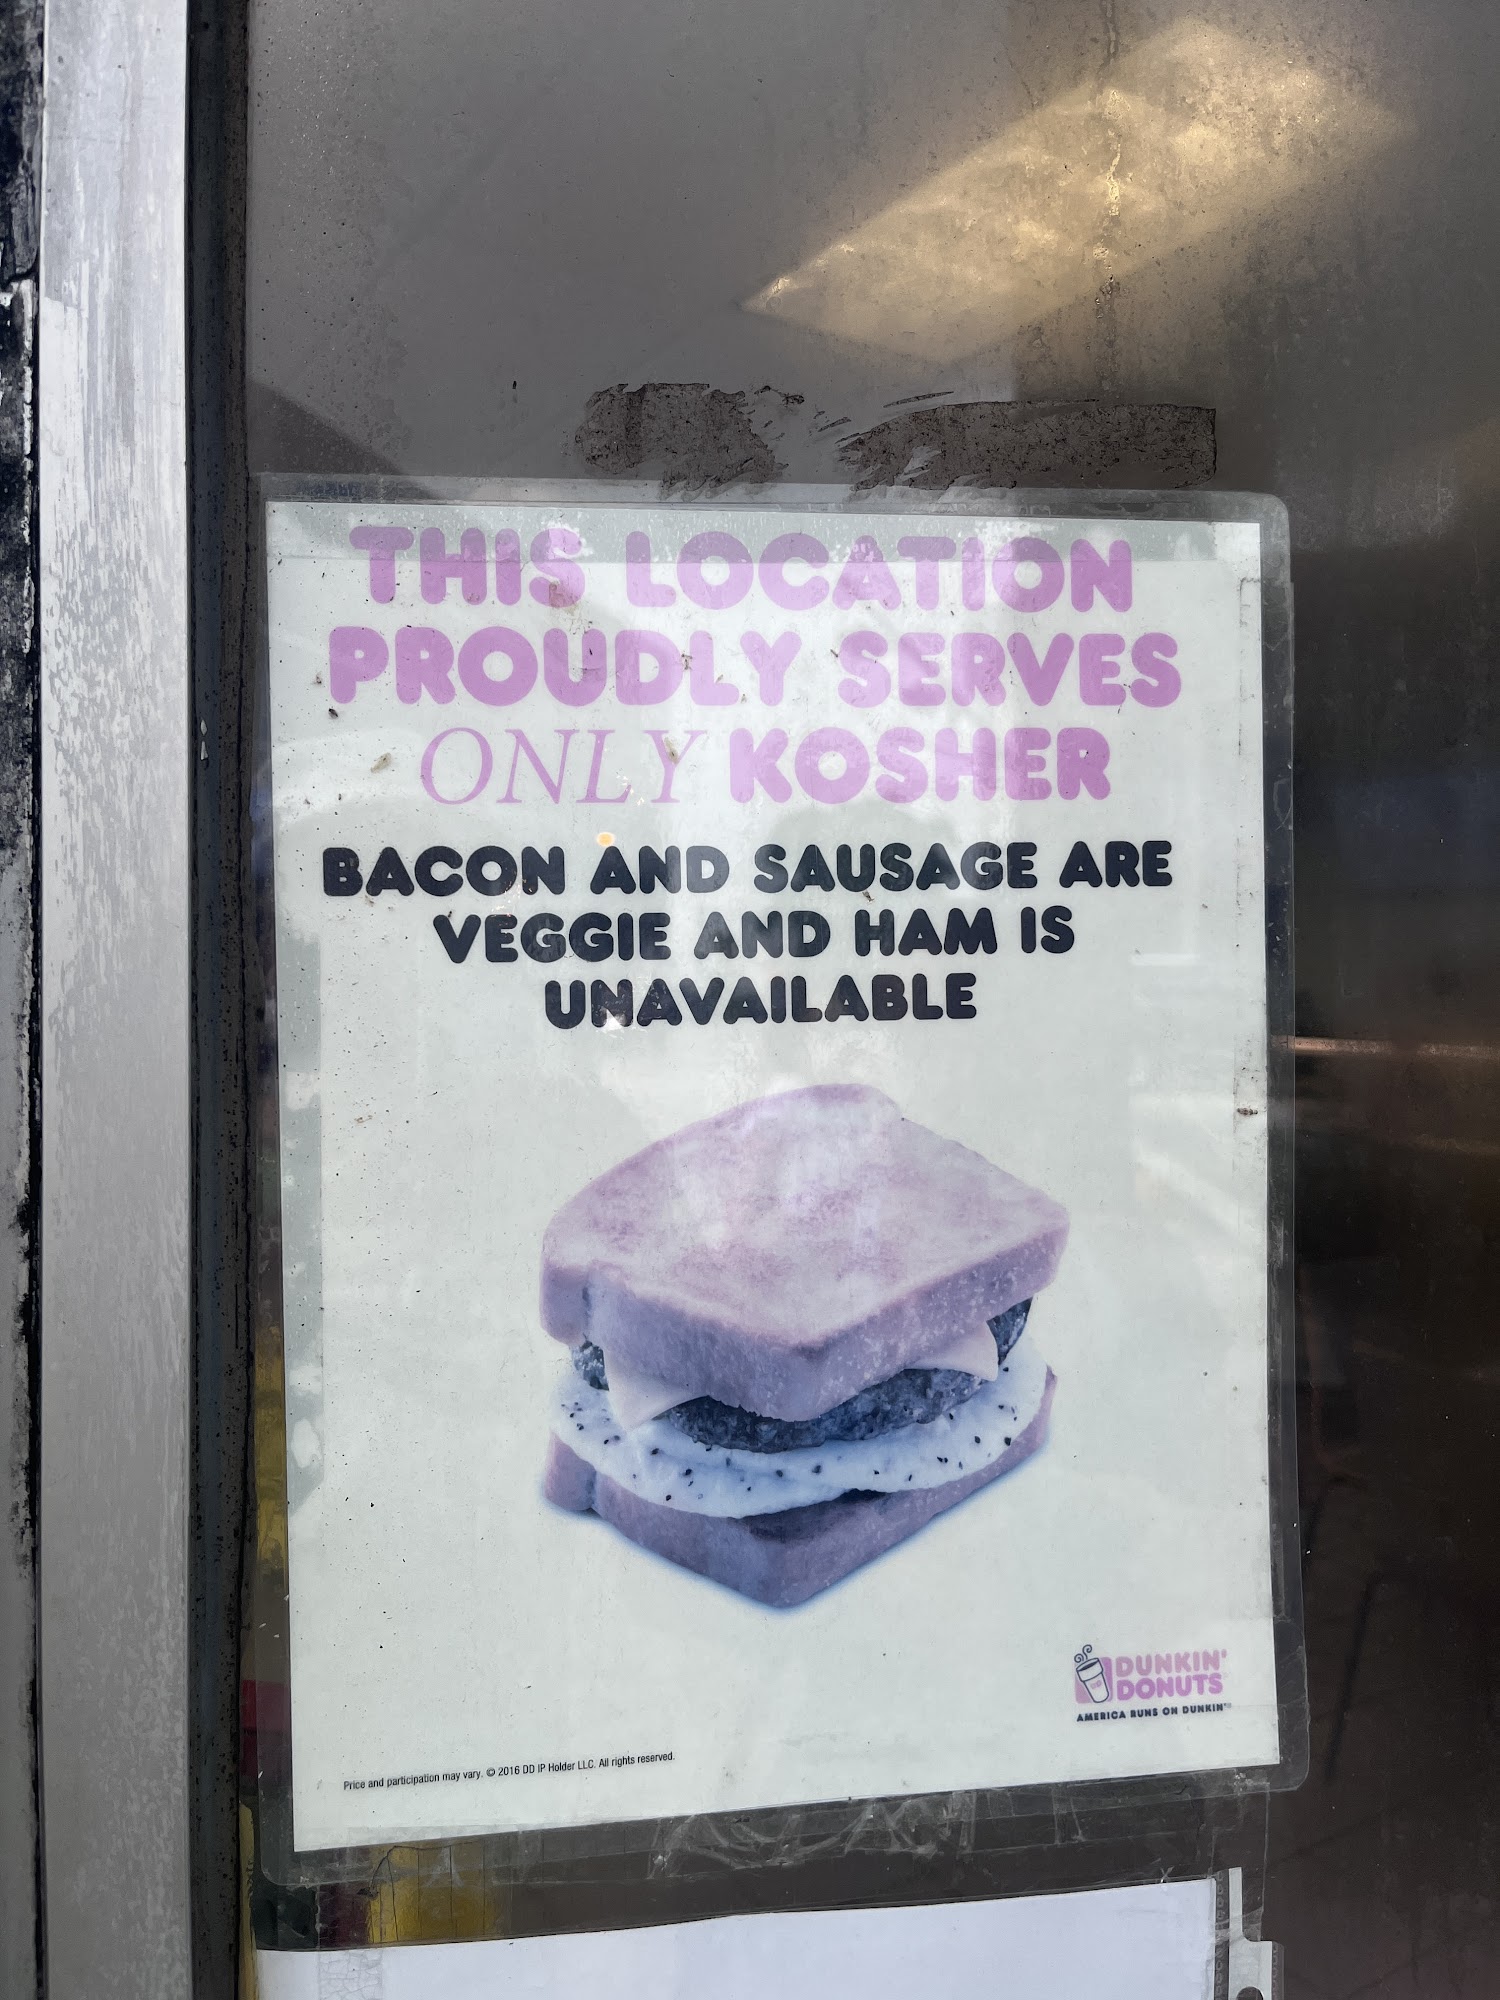 THIS LOCATION
PROUDLY SERVES
ONLY KOSHER
BACON AND SAUSAGE ARE
VEGGIE AND HAM IS
UNAVAILABLE
DUNKIN'
DONUTS
AMERICA RUNS ON DUNKIN'®
Price and participation may vary. © 2016 DD IP Holder LLC. All rights reserved.